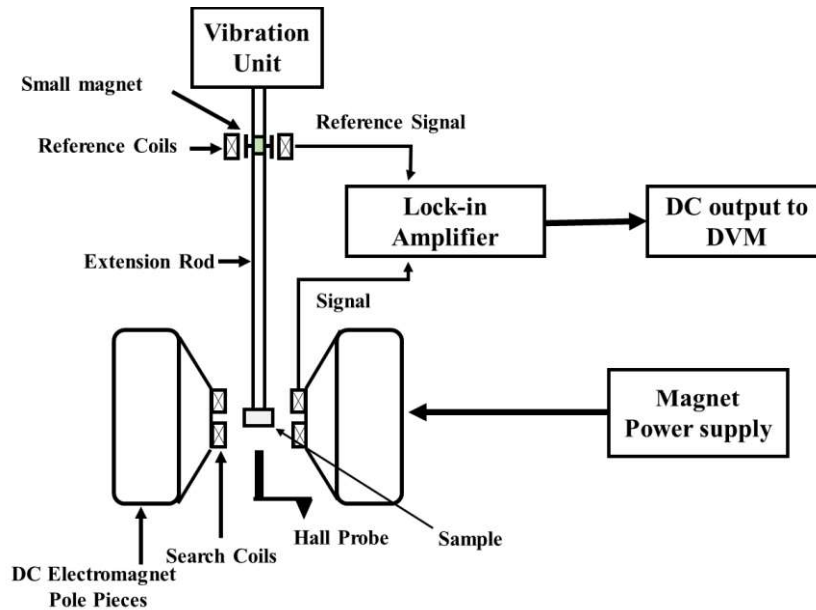 Vibration
Unit
Small magnet
Reference Signal
Reference Coils
Lock-in
Amplifier
DC output to
DVM
Extension Rod
Signal
Magnet
Power supply
Hall Probe
Sample
Search Coils
DC Electromagnet
Pole Pieces